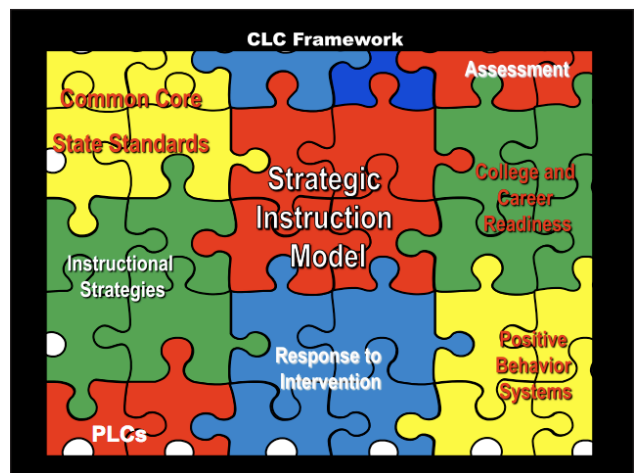 CLC Framework
Assessment
Common Core
State Standards
Strategic
Instruction
Model
College and
Career
Readiness
Instructional
Strategies
Response to
Intervention
Positive
Behavior
Systems
PLCs